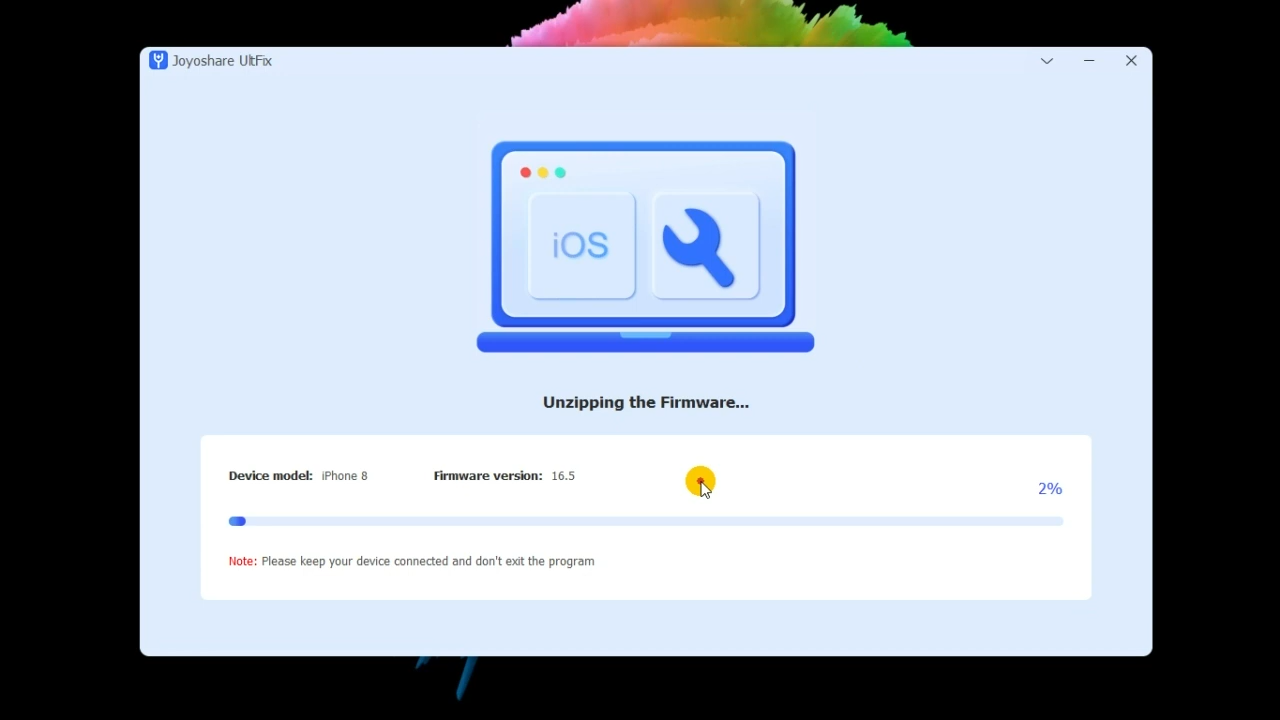 Joyoshare UltFix
iOS
Unzipping the Firmware...
Device model: iPhone 8 Firmware version: 16.5
2%
Note: Please keep your device connected and don't exit the program